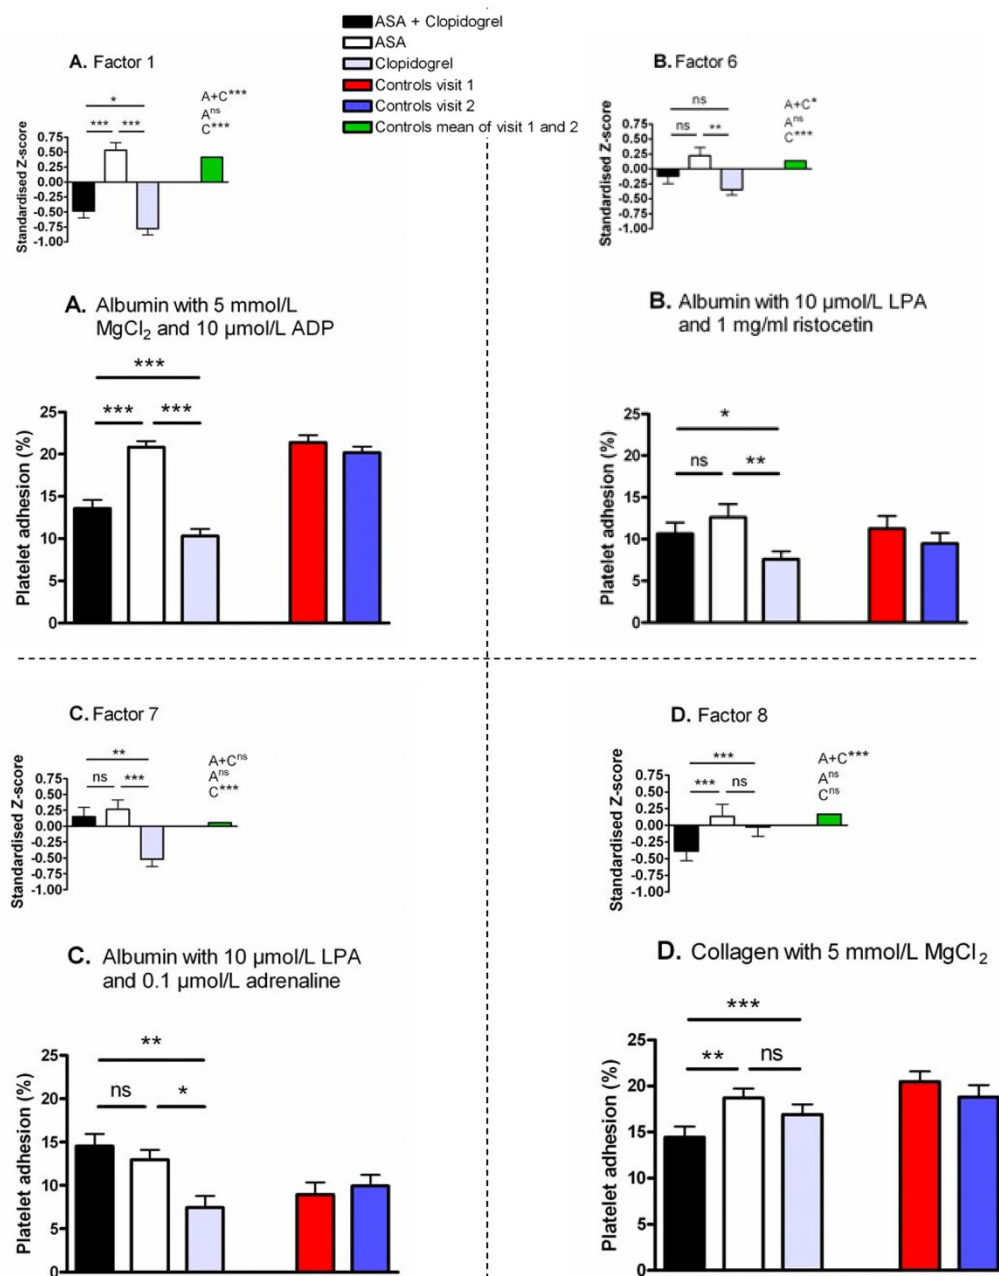 ASA + Clopidogrel
ASA
Clopidogrel
Controls visit 1
Controls visit 2
Controls mean of visit 1 and 2
A. Factor 1
*
*** ***
A+C***
Ans
C***
Standardised Z-score
0.75
0.50
0.25
0.00
-0.25
-0.50
-0.75
-1.00
B. Factor 6
ns
ns **
A+C*
Ans
C***
Standardised Z-score
0.75
0.50
0.25
0.00
-0.25
-0.50
-0.75
-1.00
A. Albumin with 5 mmol/L
MgCl2 and 10 µmol/L ADP
***
*** ***
Platelet adhesion (%)
25
20
15
10
5
0
B. Albumin with 10 µmol/L LPA
and 1 mg/ml ristocetin
*
ns **
Platelet adhesion (%)
25
20
15
10
5
0
C. Factor 7
**
ns ***
A+Cns
Ans
C***
Standardised Z-score
0.75
0.50
0.25
0.00
-0.25
-0.50
-0.75
-1.00
D. Factor 8
***
*** ns
A+C***
Ans
Cns
Standardised Z-score
0.75
0.50
0.25
0.00
-0.25
-0.50
-0.75
-1.00
C. Albumin with 10 µmol/L LPA
and 0.1 µmol/L adrenaline
**
ns *
Platelet adhesion (%)
25
20
15
10
5
0
D. Collagen with 5 mmol/L MgCl2
***
** ns
Platelet adhesion (%)
25
20
15
10
5
0